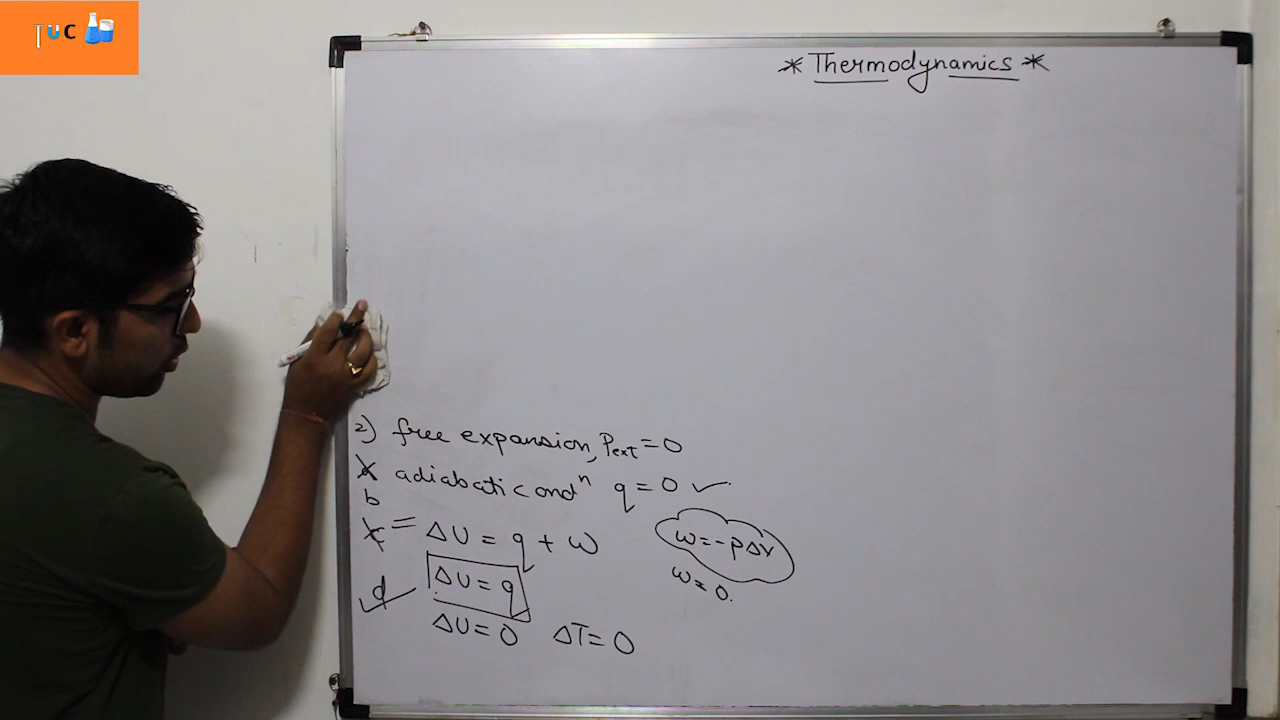 TUC
* Thermodynamics *
2) free expansion, Pext = 0
adiabatic condⁿ q = 0 ✓
b
ΔU = q + w
w = -PΔV
w = 0.
d ✓
ΔU = q
ΔU = 0 ΔT = 0